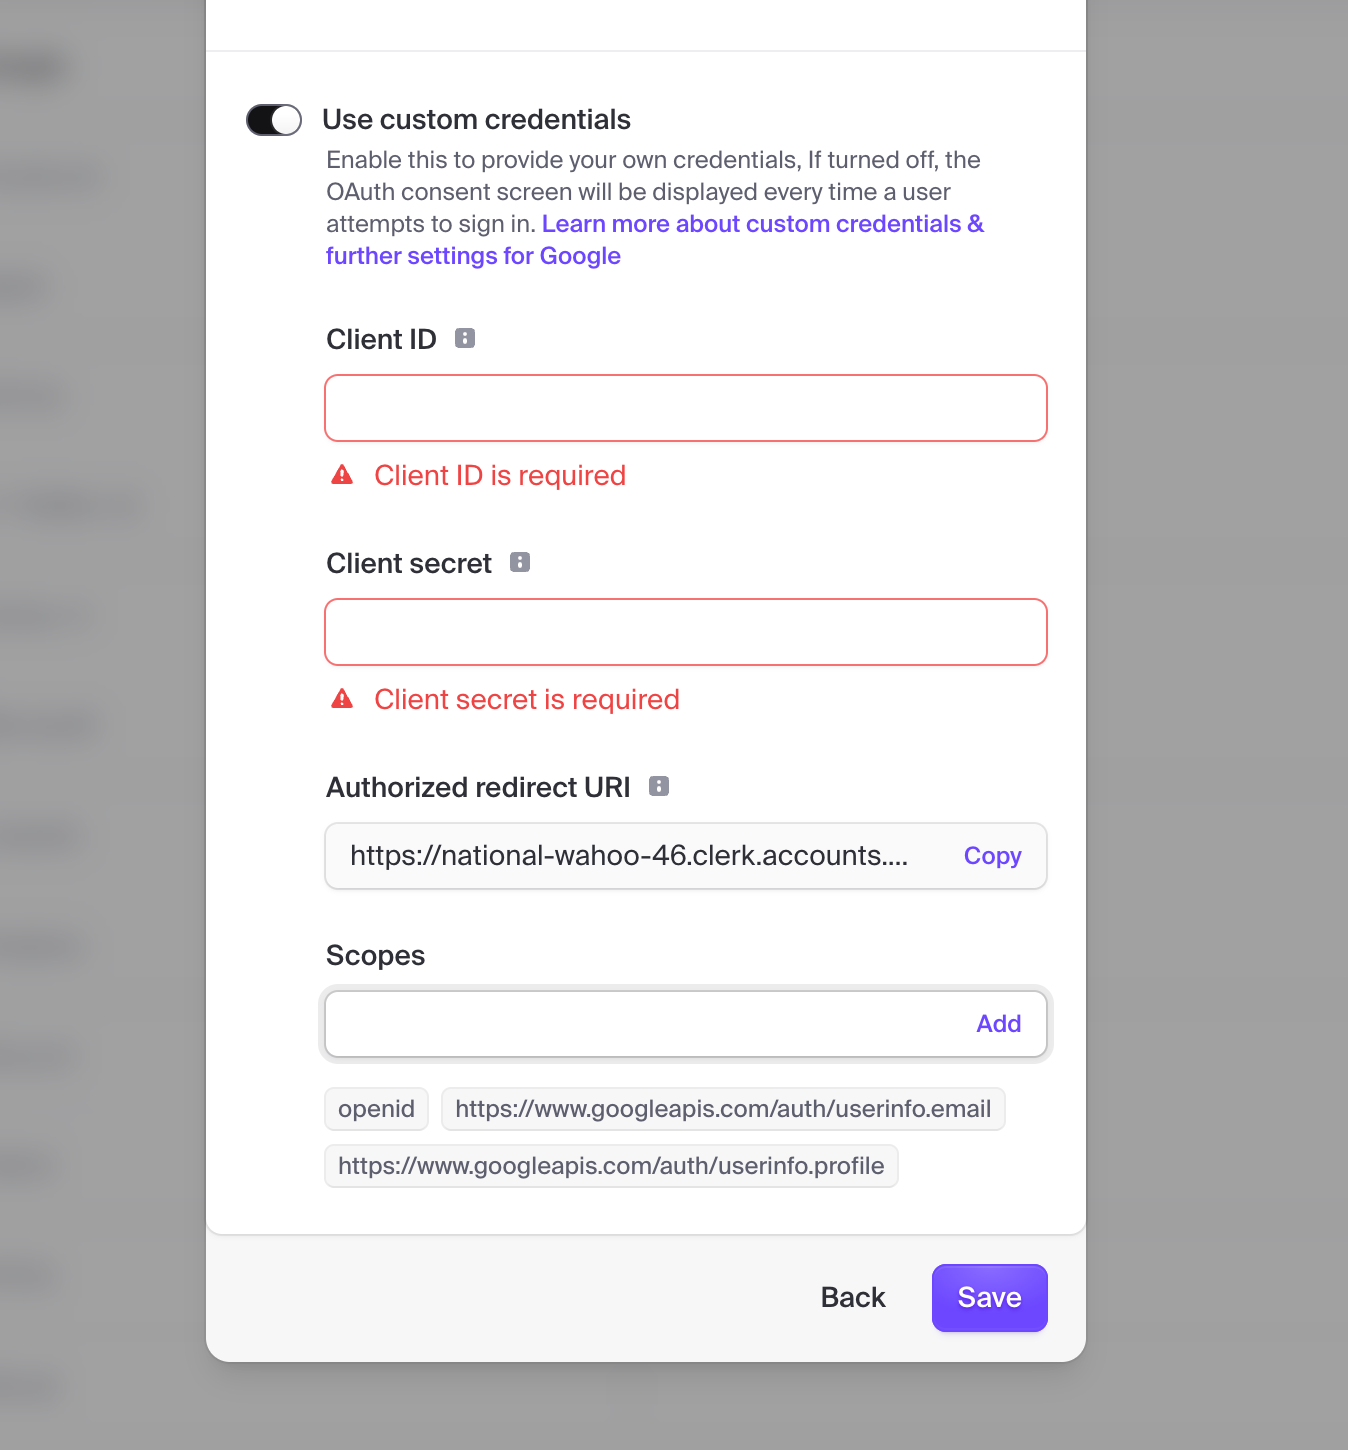 Use custom credentials
Enable this to provide your own credentials, If turned off, the
OAuth consent screen will be displayed every time a user
attempts to sign in. Learn more about custom credentials &
further settings for Google
Client ID
Client ID is required
Client secret
Client secret is required
Authorized redirect URI
https://national-wahoo-46.clerk.accounts.... Copy
Scopes
Add
openid https://www.googleapis.com/auth/userinfo.email
https://www.googleapis.com/auth/userinfo.profile
Back Save